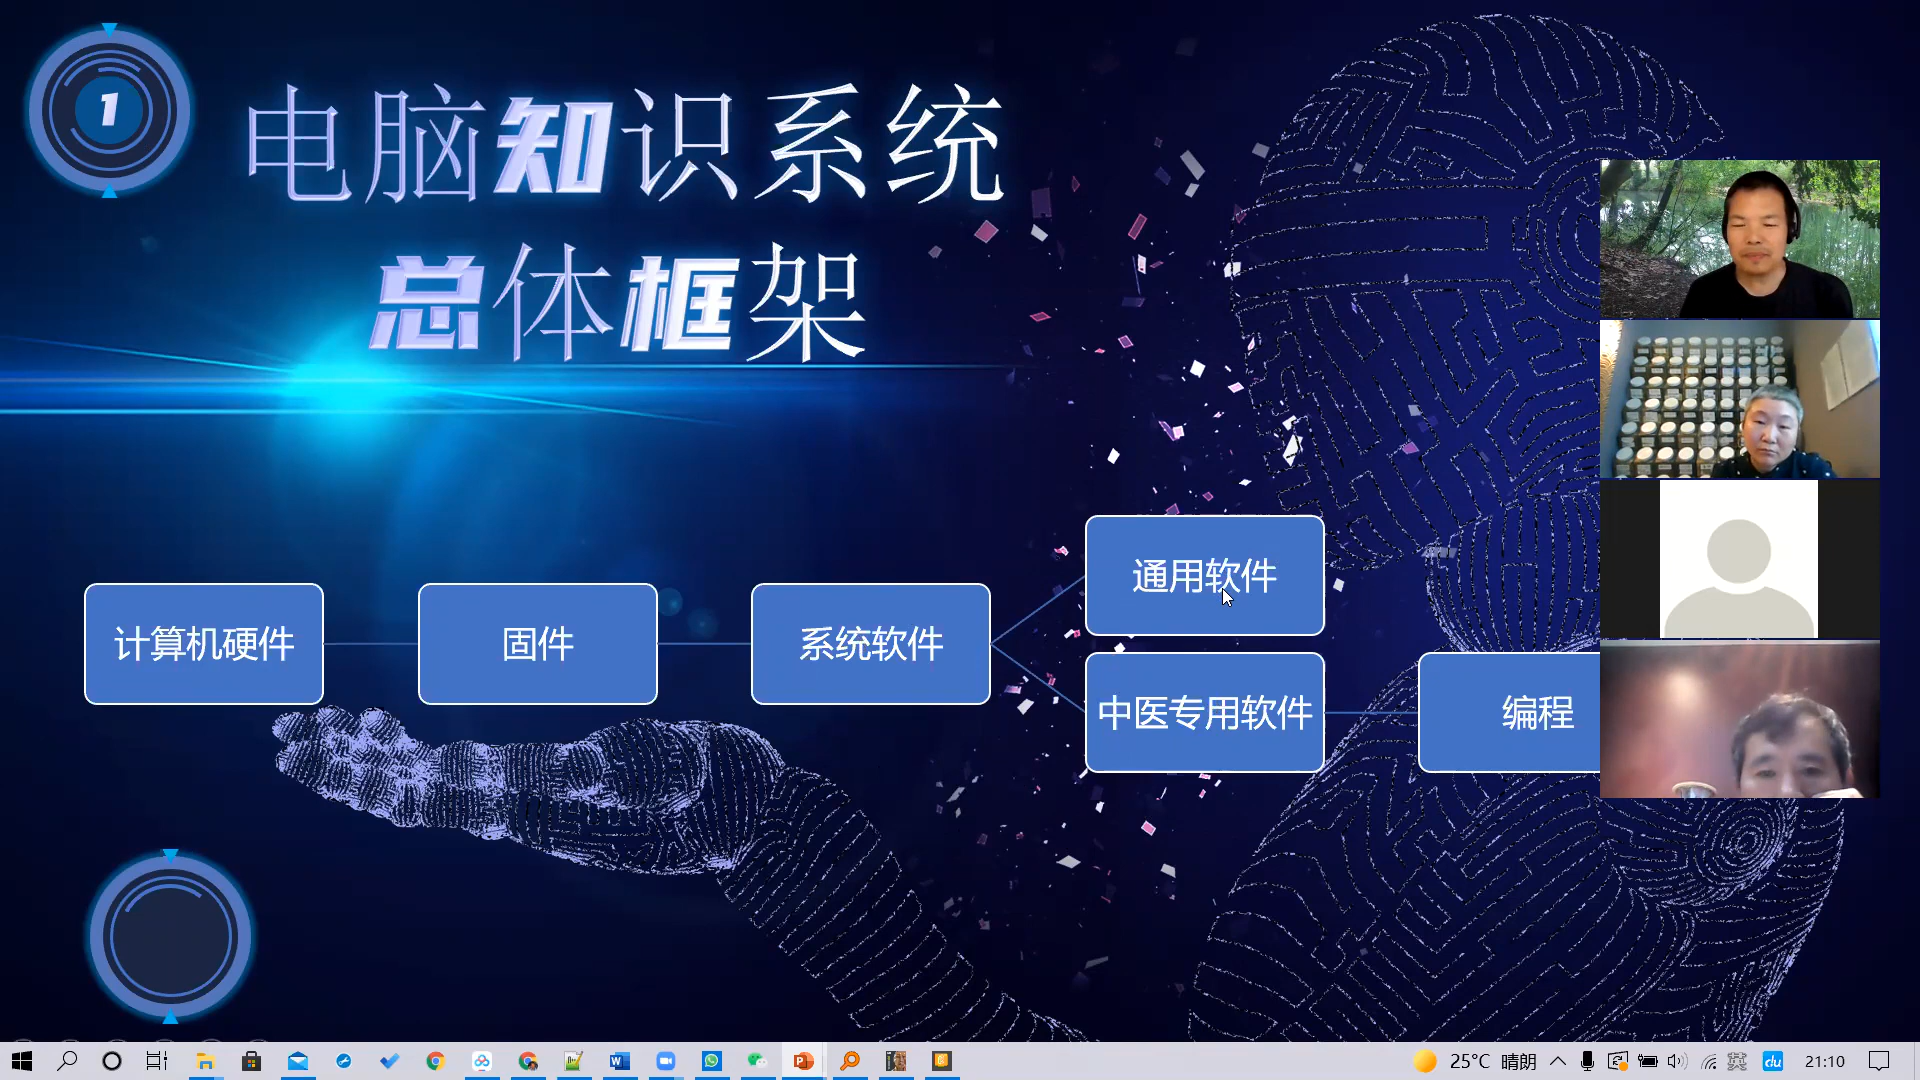 1
电脑知识系统
总体框架
计算机硬件
固件
系统软件
通用软件
中医专用软件
编程
25°C 晴朗
英
du
21:10